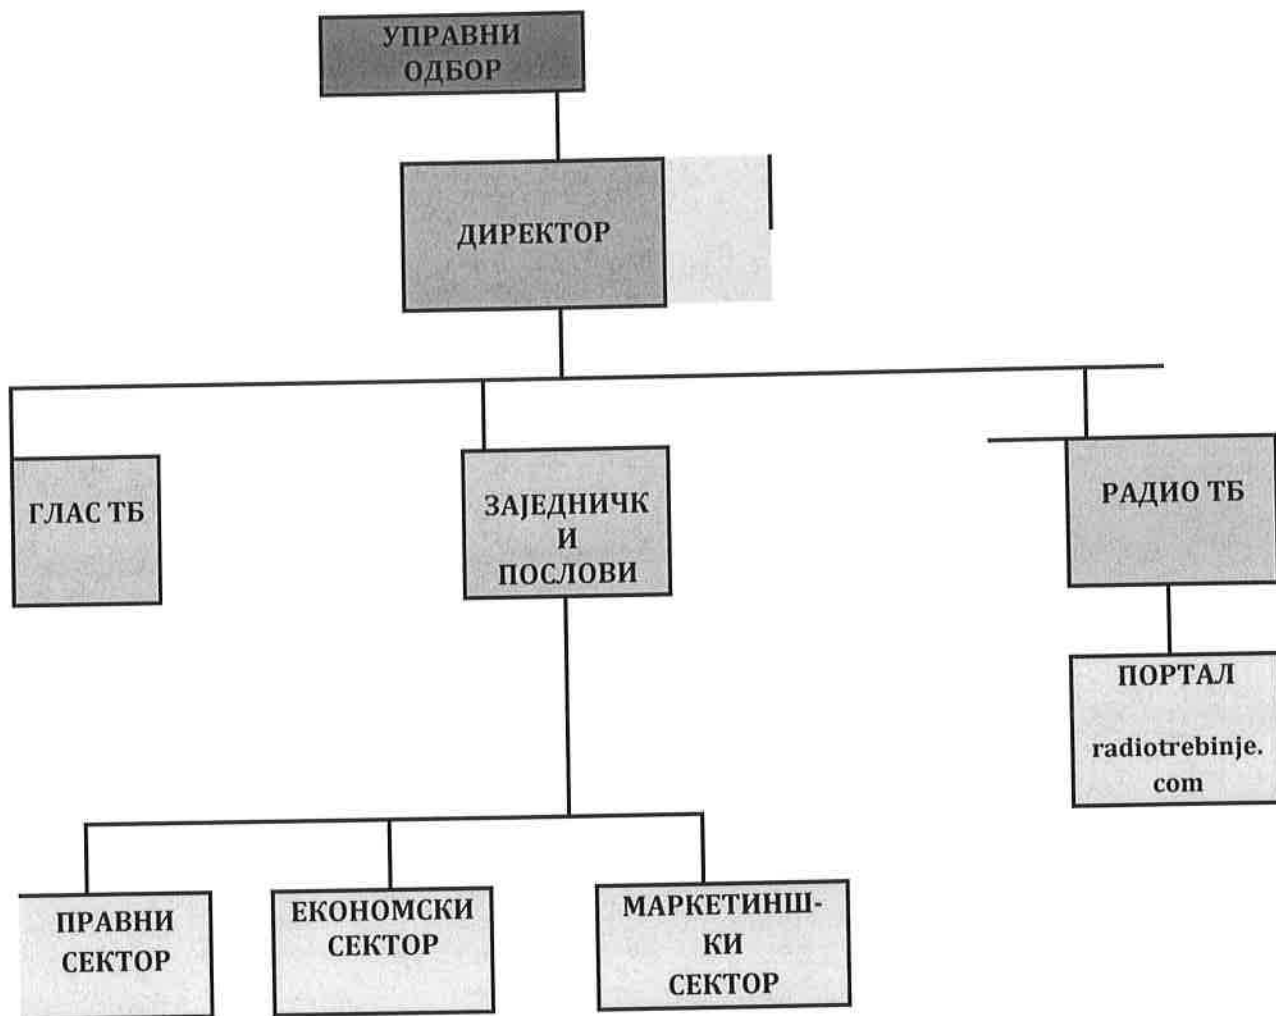 УПРАВНИ
ОДБОР
ДИРЕКТОР
ГЛАС ТБ
ЗАЈЕДНИЧК
И
ПОСЛОВИ
РАДИО ТБ
ПОРТАЛ
radiotrebinje.
com
ПРАВНИ
СЕКТОР
ЕКОНОМСКИ
СЕКТОР
МАРКЕТИНШ-
КИ
СЕКТОР